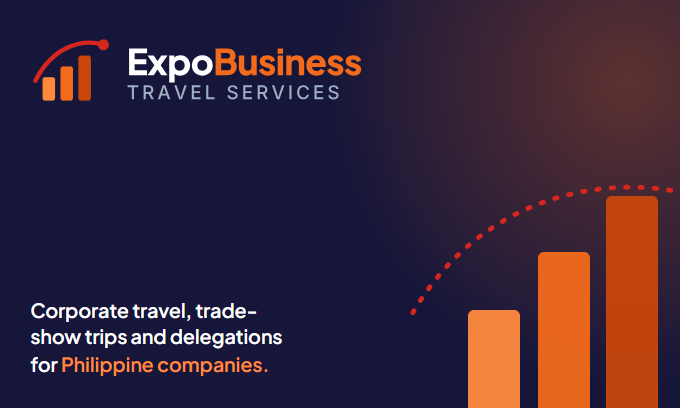 ExpoBusiness
TRAVEL SERVICES
Corporate travel, trade-
show trips and delegations
for Philippine companies.